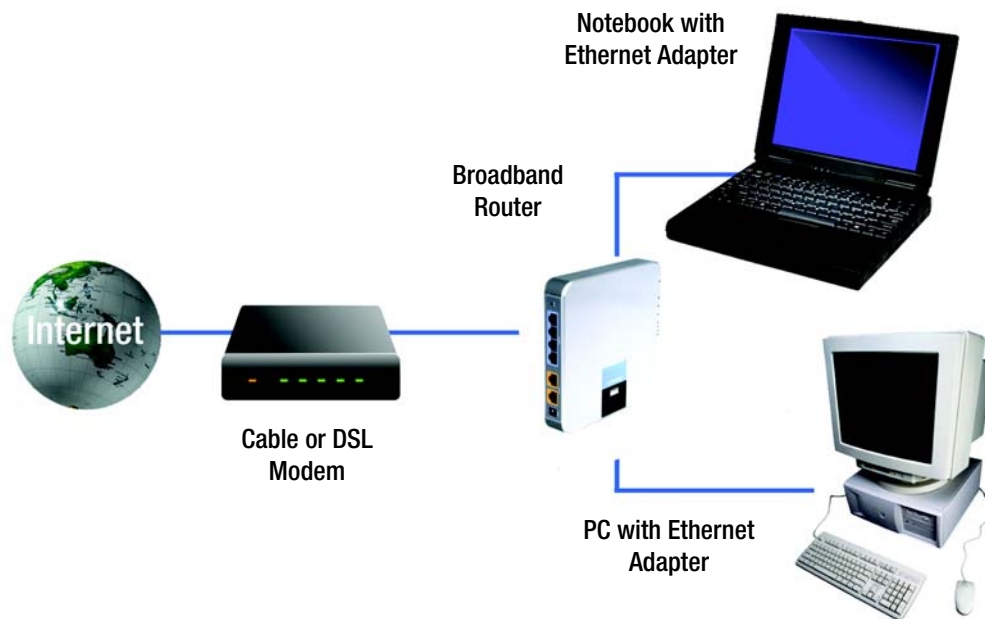 Notebook with
Ethernet Adapter
Broadband
Router
Internet
Cable or DSL
Modem
PC with Ethernet
Adapter